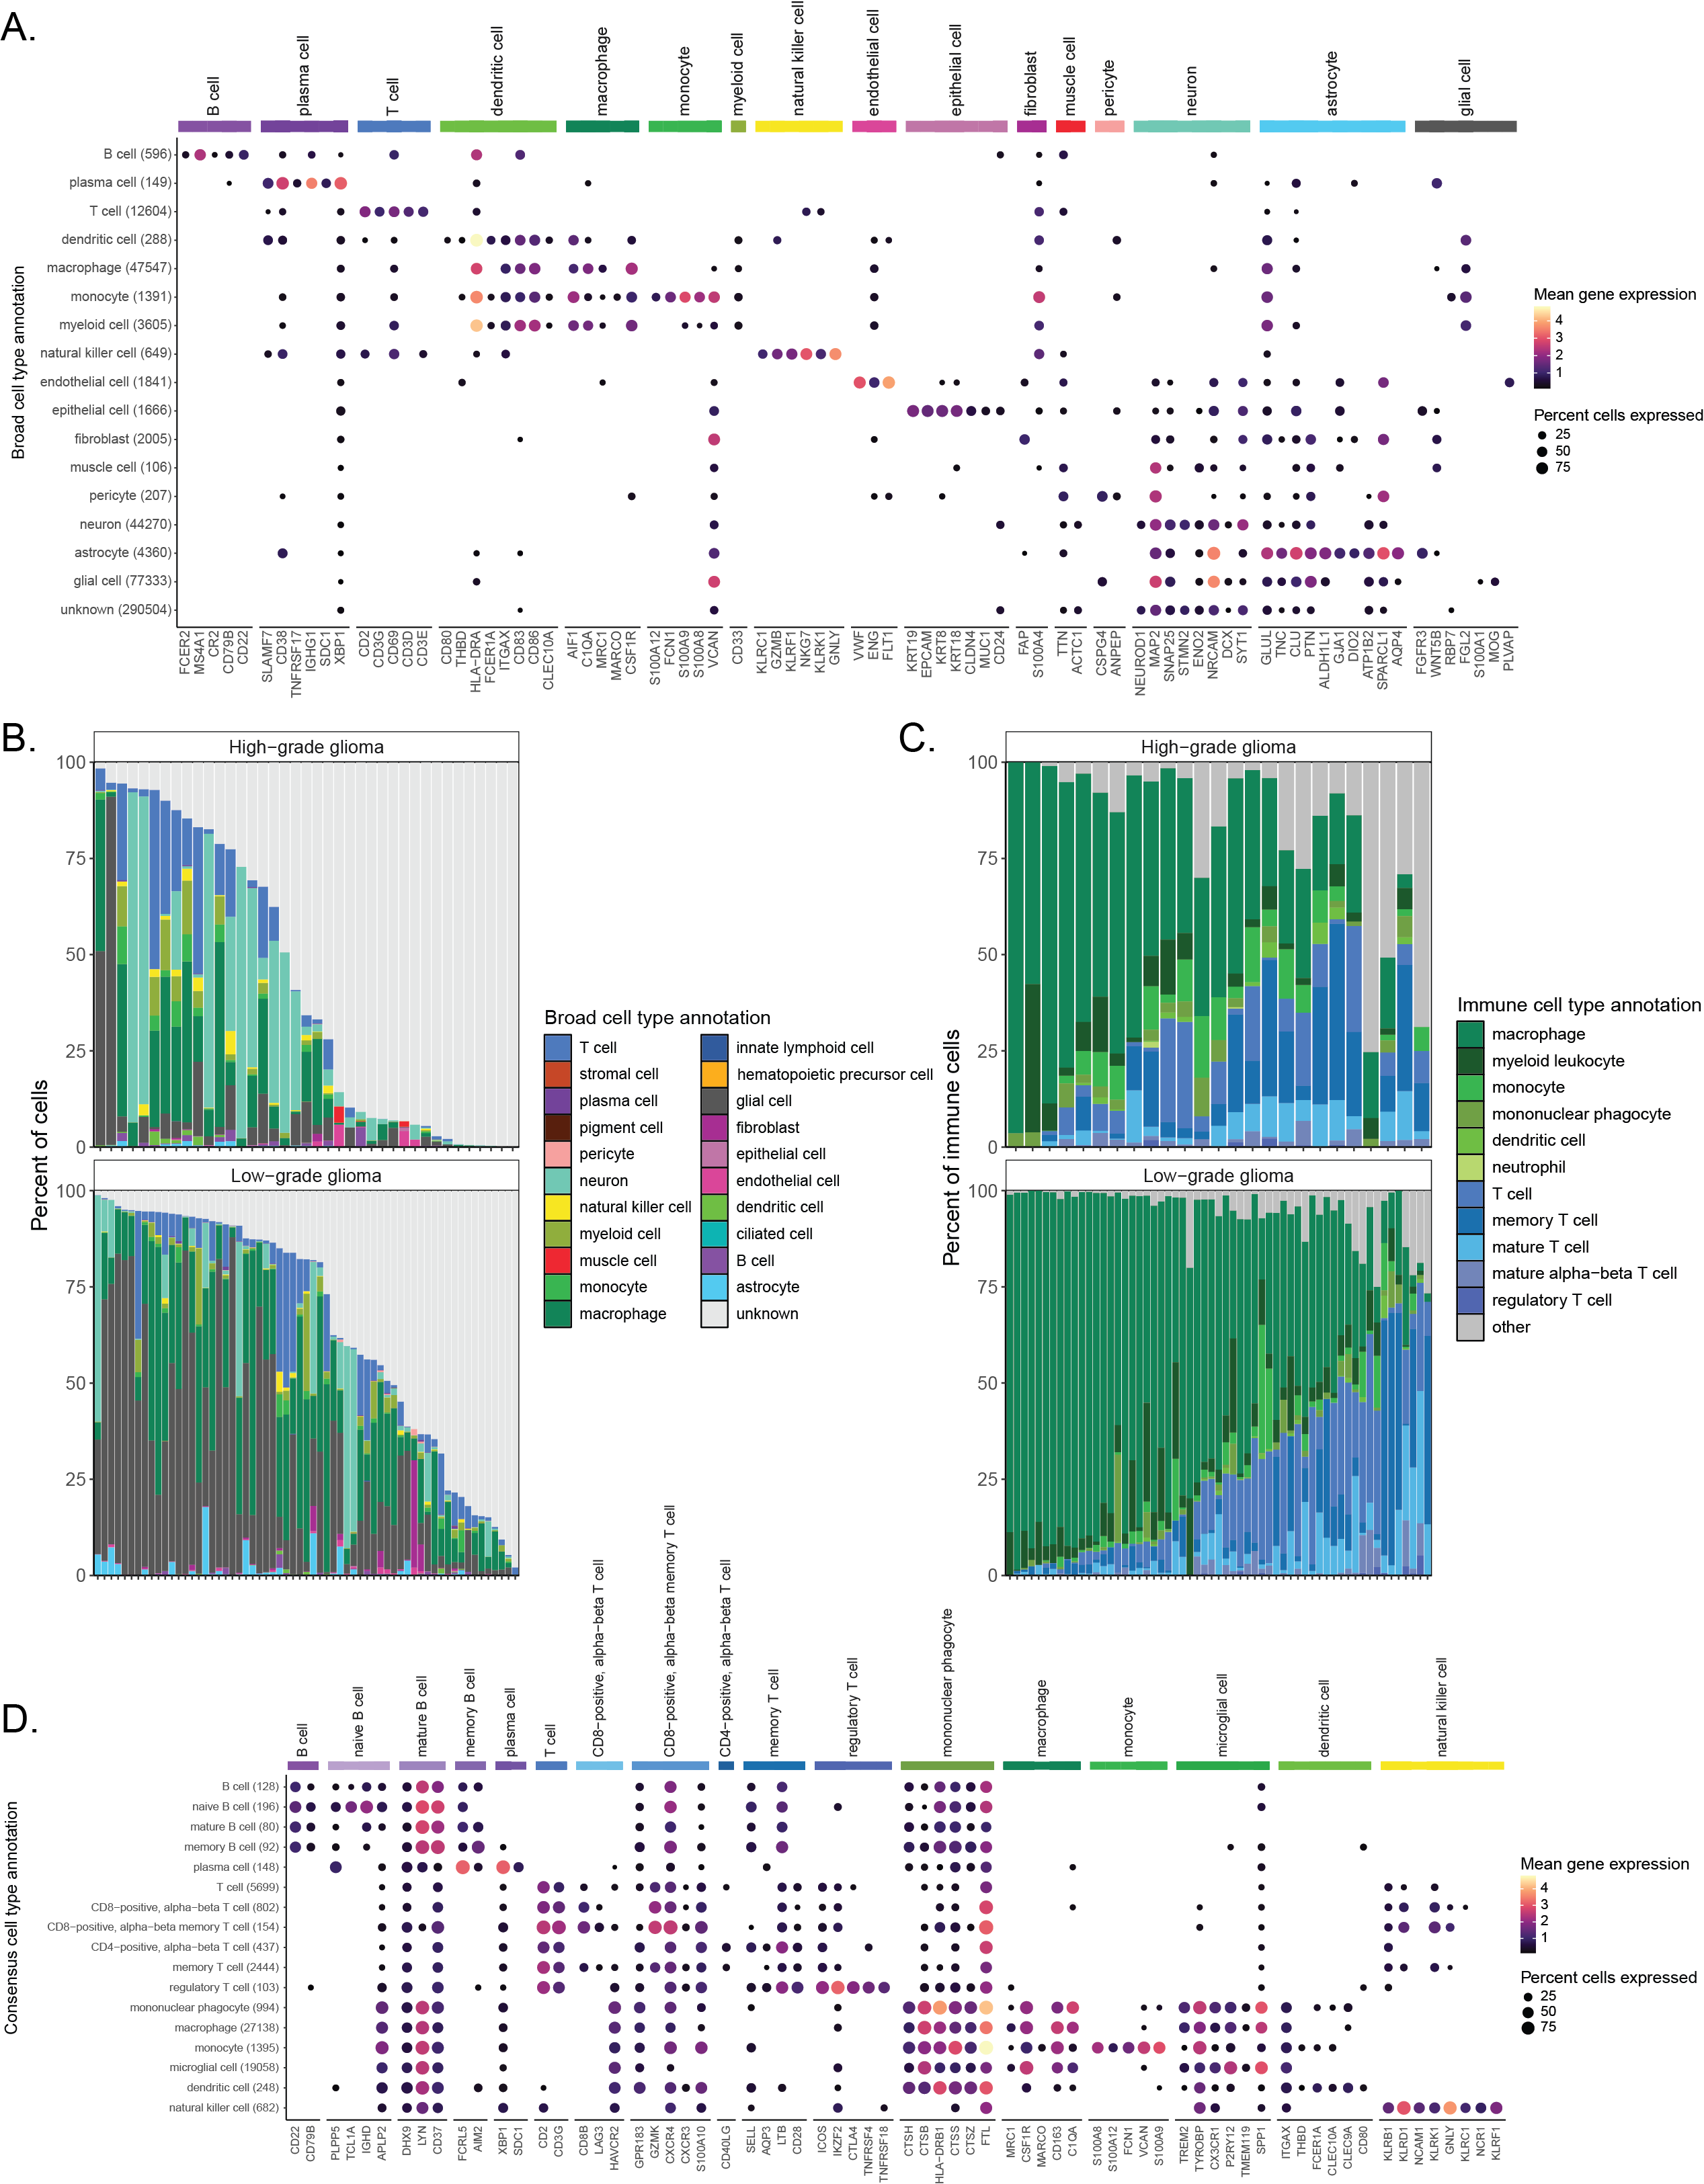 A.
B cell
plasma cell
T cell
dendritic cell
macrophage
monocyte
myeloid cell
natural killer cell
endothelial cell
epithelial cell
fibroblast
muscle cell
pericyte
neuron
astrocyte
glial cell
Broad cell type annotation
B cell (596)
plasma cell (149)
T cell (12604)
dendritic cell (288)
macrophage (47547)
monocyte (1391)
myeloid cell (3605)
natural killer cell (649)
endothelial cell (1841)
epithelial cell (1666)
fibroblast (2005)
muscle cell (106)
pericyte (207)
neuron (44270)
astrocyte (4360)
glial cell (77333)
unknown (290504)
FCER2
MS4A1
CR2
CD79B
CD22
SLAMF7
CD38
TNFRSF17
IGHG1
SDC1
XBP1
CD2
CD3G
CD69
CD3D
CD3E
CD80
THBD
HLA−DRA
FCER1A
ITGAX
CD83
CD86
CLEC10A
AIF1
C1QA
MRC1
MARCO
CSF1R
S100A12
FCN1
S100A9
S100A8
VCAN
CD33
KLRC1
GZMB
KLRF1
NKG7
KLRK1
GNLY
VWF
ENG
FLT1
KRT19
EPCAM
KRT8
KRT18
CLDN4
MUC1
CD24
FAP
S100A4
TTN
ACTC1
CSPG4
ANPEP
NEUROD1
MAP2
SNAP25
STMN2
ENO2
NRCAM
DCX
SYT1
GLUL
TNC
CLU
PTN
ALDH1L1
GJA1
DIO2
ATP1B2
SPARCL1
AQP4
FGFR3
WNT5B
RBP7
FGL2
S100A1
MOG
PLVAP
Mean gene expression
4
3
2
1
Percent cells expressed
25
50
75
B.
High−grade glioma
100
75
50
25
0
Low−grade glioma
100
75
50
25
0
Percent of cells
Broad cell type annotation
T cell
stromal cell
plasma cell
pigment cell
pericyte
neuron
natural killer cell
myeloid cell
muscle cell
monocyte
macrophage
innate lymphoid cell
hematopoietic precursor cell
glial cell
fibroblast
epithelial cell
endothelial cell
dendritic cell
ciliated cell
B cell
astrocyte
unknown
C.
High−grade glioma
100
75
50
25
0
Low−grade glioma
100
75
50
25
0
Percent of immune cells
Immune cell type annotation
macrophage
myeloid leukocyte
monocyte
mononuclear phagocyte
dendritic cell
neutrophil
T cell
memory T cell
mature T cell
mature alpha−beta T cell
regulatory T cell
other
D.
B cell
naive B cell
mature B cell
memory B cell
plasma cell
T cell
CD8−positive, alpha−beta T cell
CD8−positive, alpha−beta memory T cell
CD4−positive, alpha−beta T cell
memory T cell
regulatory T cell
mononuclear phagocyte
macrophage
monocyte
microglial cell
dendritic cell
natural killer cell
Consensus cell type annotation
B cell (128)
naive B cell (196)
mature B cell (80)
memory B cell (92)
plasma cell (148)
T cell (5699)
CD8−positive, alpha−beta T cell (802)
CD8−positive, alpha−beta memory T cell (154)
CD4−positive, alpha−beta T cell (437)
memory T cell (2444)
regulatory T cell (103)
mononuclear phagocyte (994)
macrophage (27138)
monocyte (1395)
microglial cell (19058)
dendritic cell (248)
natural killer cell (682)
CD22
CD79B
PLPP5
TCL1A
IGHD
APLP2
DHX9
LYN
CD37
FCRL5
AIM2
XBP1
SDC1
CD2
CD3G
CD8B
LAG3
HAVCR2
GPR183
GZMK
CXCR4
CXCR3
S100A10
CD40LG
SELL
AQP3
LTB
CD28
ICOS
IKZF2
CTLA4
TNFRSF4
TNFRSF18
CTSH
CTSB
HLA−DRB1
CTSS
CTSZ
FTL
MRC1
CSF1R
MARCO
CD163
C1QA
S100A8
S100A12
FCN1
VCAN
S100A9
TREM2
TYROBP
CX3CR1
P2RY12
TMEM119
SPP1
ITGAX
THBD
FCER1A
CLEC10A
CLEC9A
CD80
KLRB1
KLRD1
NCAM1
KLRK1
GNLY
KLRC1
NCR1
KLRF1
Mean gene expression
4
3
2
1
Percent cells expressed
25
50
75